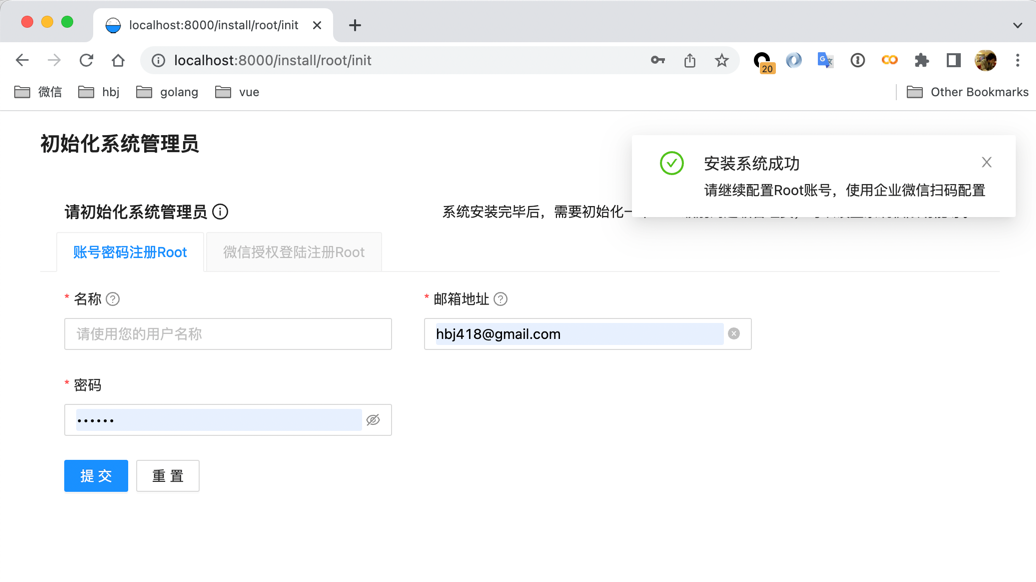 localhost:8000/install/root/init
localhost:8000/install/root/init
20
微信 hbj golang vue Other Bookmarks
初始化系统管理员
安装系统成功
请继续配置Root账号，使用企业微信扫码配置
请初始化系统管理员
系统安装完毕后，需要初始化一
账号密码注册Root 微信授权登陆注册Root
* 名称 * 邮箱地址
请使用您的用户名称 hbj418@gmail.com
* 密码
••••••
提 交 重 置